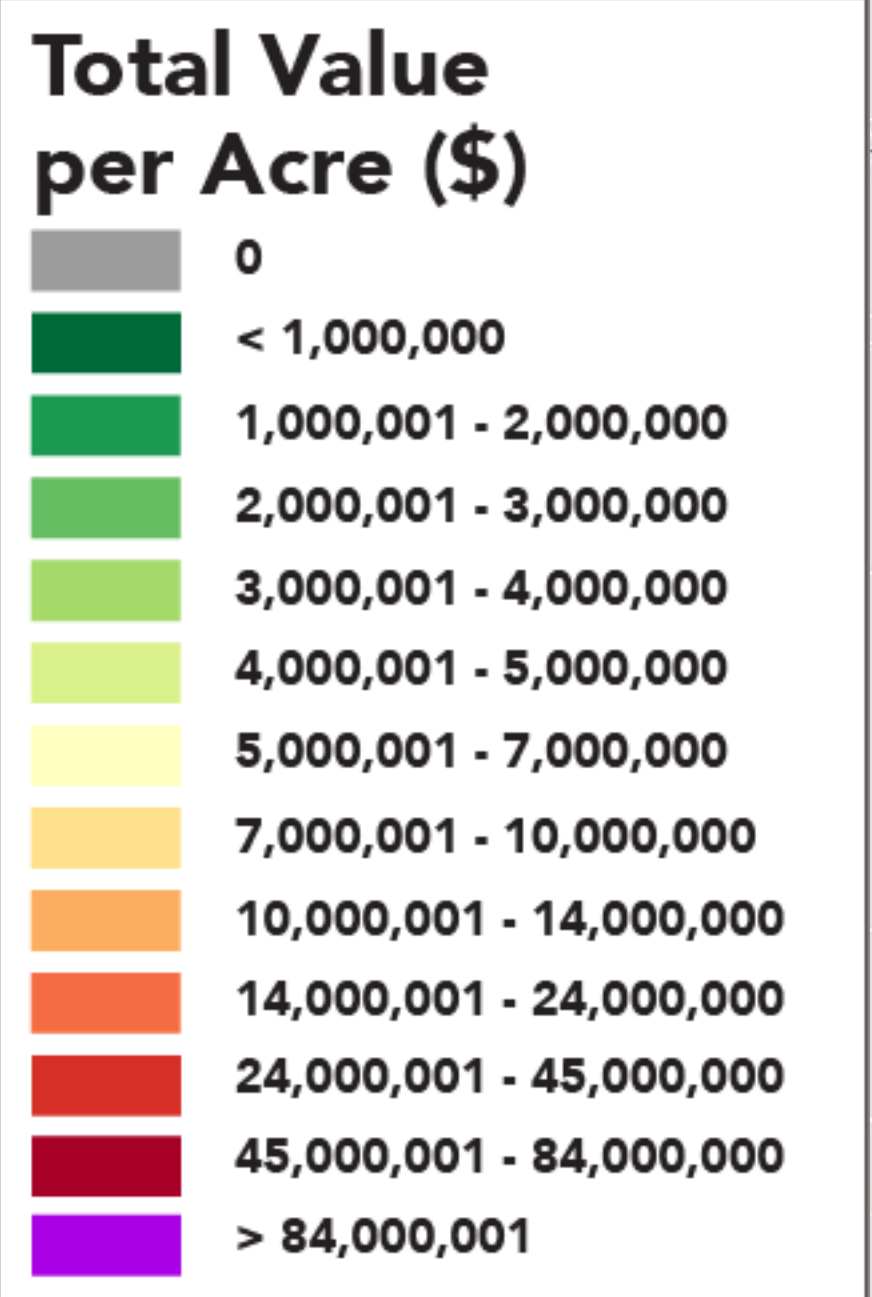 Total Value
per Acre ($)
0
< 1,000,000
1,000,001 - 2,000,000
2,000,001 - 3,000,000
3,000,001 - 4,000,000
4,000,001 - 5,000,000
5,000,001 - 7,000,000
7,000,001 - 10,000,000
10,000,001 - 14,000,000
14,000,001 - 24,000,000
24,000,001 - 45,000,000
45,000,001 - 84,000,000
> 84,000,001